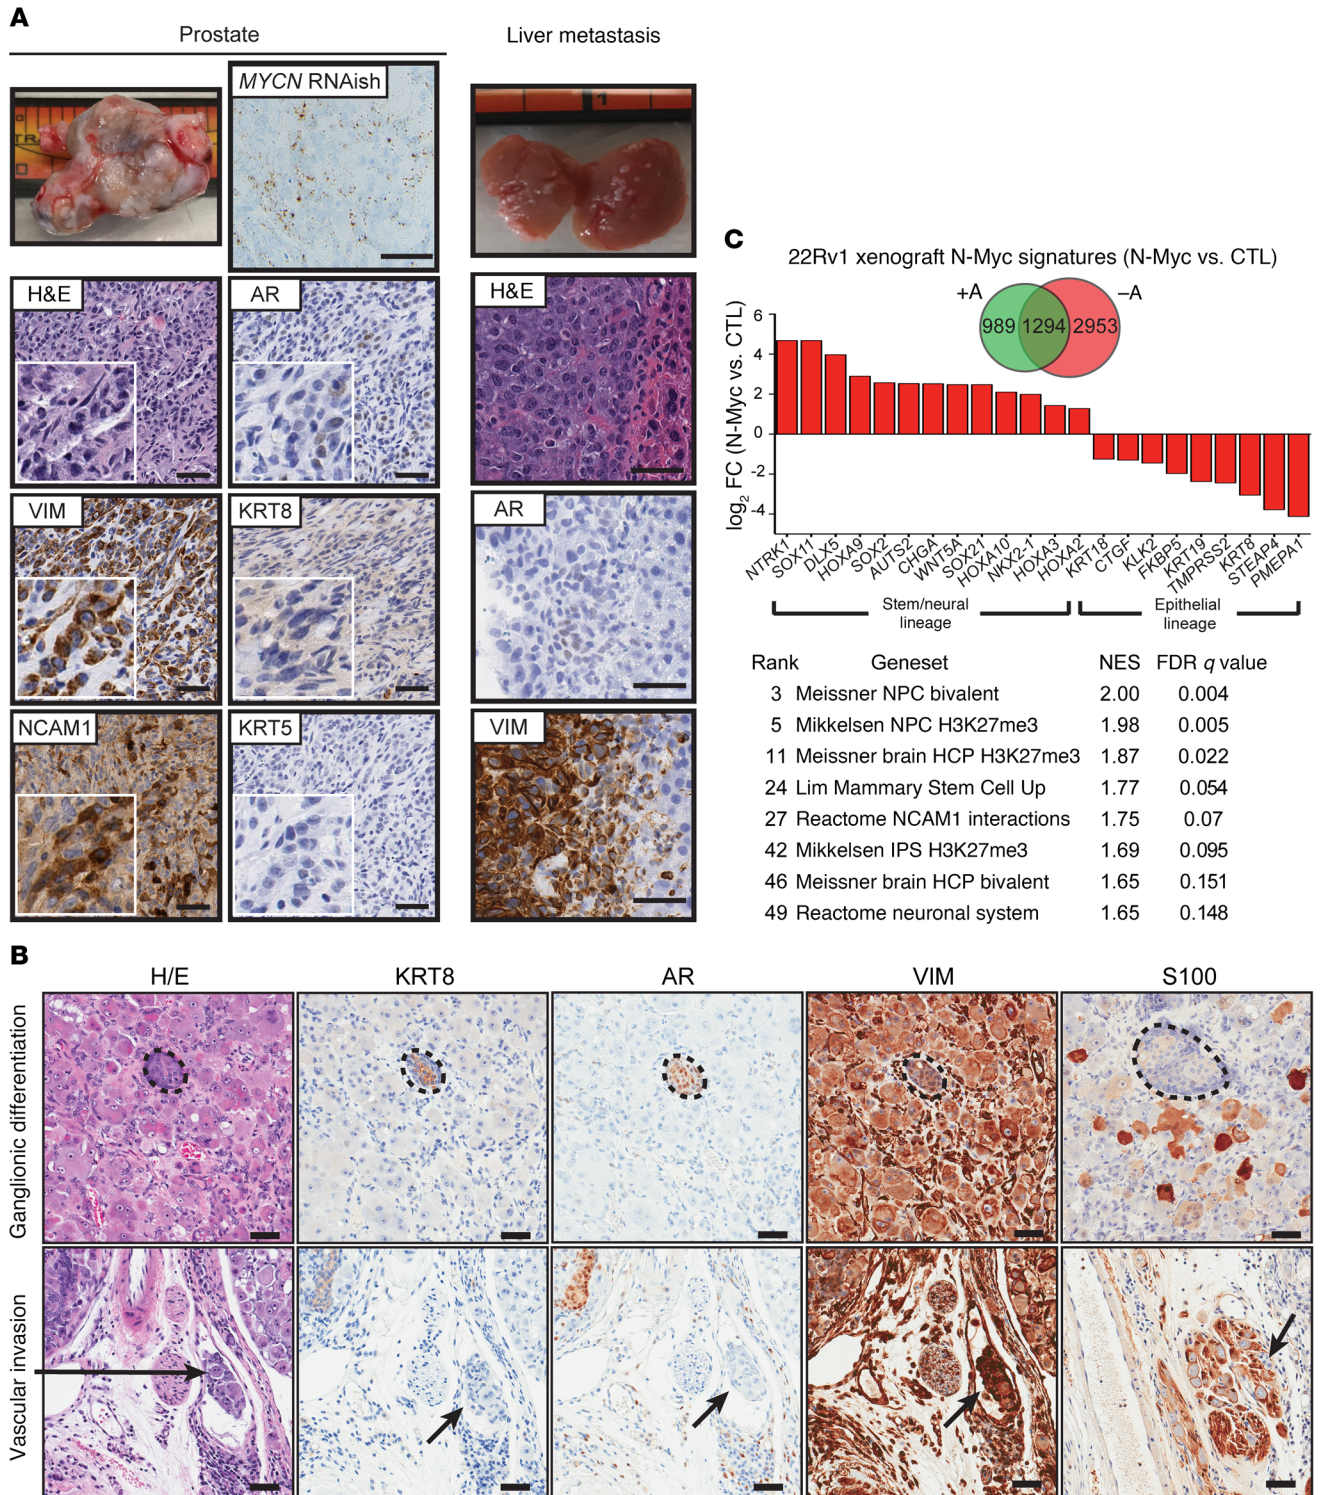 A
Prostate
Liver metastasis
MYCN RNAish
1
H&E
AR
H&E
VIM
KRT8
AR
NCAM1
KRT5
VIM
C
22Rv1 xenograft N-Myc signatures (N-Myc vs. CTL)
+A
–A
989 1294 2953
log2 FC (N-Myc vs. CTL)
6
4
2
0
-2
-4
NTRK1
SOX11
DLX5
HOXA9
SOX2
AUTS2
CHGA
WNT5A
SOX21
HOXA10
NKX2-1
HOXA3
HOXA2
KRT18
CTGF
KLK2
FKBP5
KRT19
TMPRSS2
KRT8
STEAP4
PMEPA1
Stem/neural
lineage
Epithelial
lineage
Rank Geneset NES FDR q value
3 Meissner NPC bivalent 2.00 0.004
5 Mikkelsen NPC H3K27me3 1.98 0.005
11 Meissner brain HCP H3K27me3 1.87 0.022
24 Lim Mammary Stem Cell Up 1.77 0.054
27 Reactome NCAM1 interactions 1.75 0.07
42 Mikkelsen IPS H3K27me3 1.69 0.095
46 Meissner brain HCP bivalent 1.65 0.151
49 Reactome neuronal system 1.65 0.148
B
H/E
KRT8
AR
VIM
S100
Ganglionic differentiation
Vascular invasion